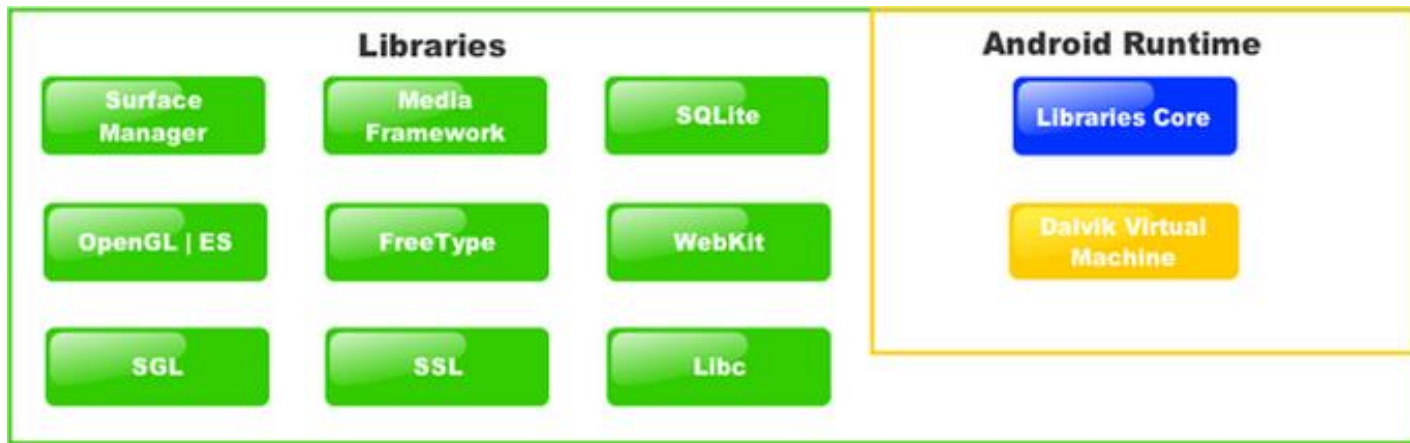 Libraries
Android Runtime
Surface
Manager
Media
Framework
SQLite
Libraries Core
OpenGL | ES
FreeType
WebKit
Dalvik Virtual
Machine
SGL
SSL
Libc